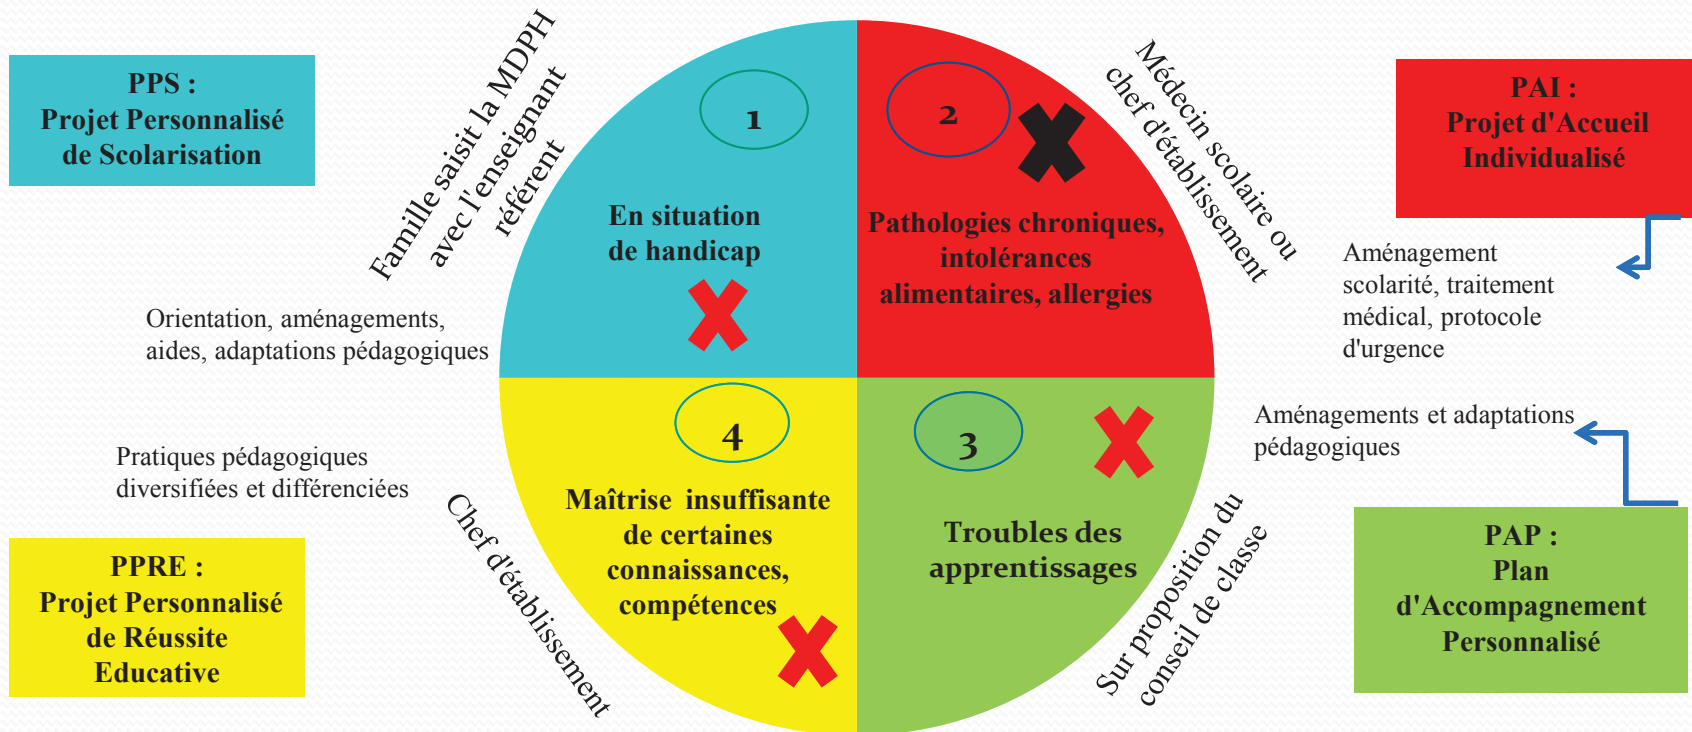 PPS :
Projet Personnalisé
de Scolarisation
Famille saisit la MDPH
avec l'enseignant
référent
1
En situation
de handicap
Orientation, aménagements,
aides, adaptations pédagogiques
2
Pathologies chroniques,
intolérances
alimentaires, allergies
Médecin scolaire ou
chef d'établissement
PAI :
Projet d'Accueil
Individualisé
Aménagement
scolarité, traitement
médical, protocole
d'urgence
4
Maîtrise insuffisante
de certaines
connaissances,
compétences
Pratiques pédagogiques
diversifiées et différenciées
Chef d'établissement
PPRE :
Projet Personnalisé
de Réussite
Educative
3
Troubles des
apprentissages
Sur proposition du
conseil de classe
Aménagements et adaptations
pédagogiques
PAP :
Plan
d'Accompagnement
Personnalisé